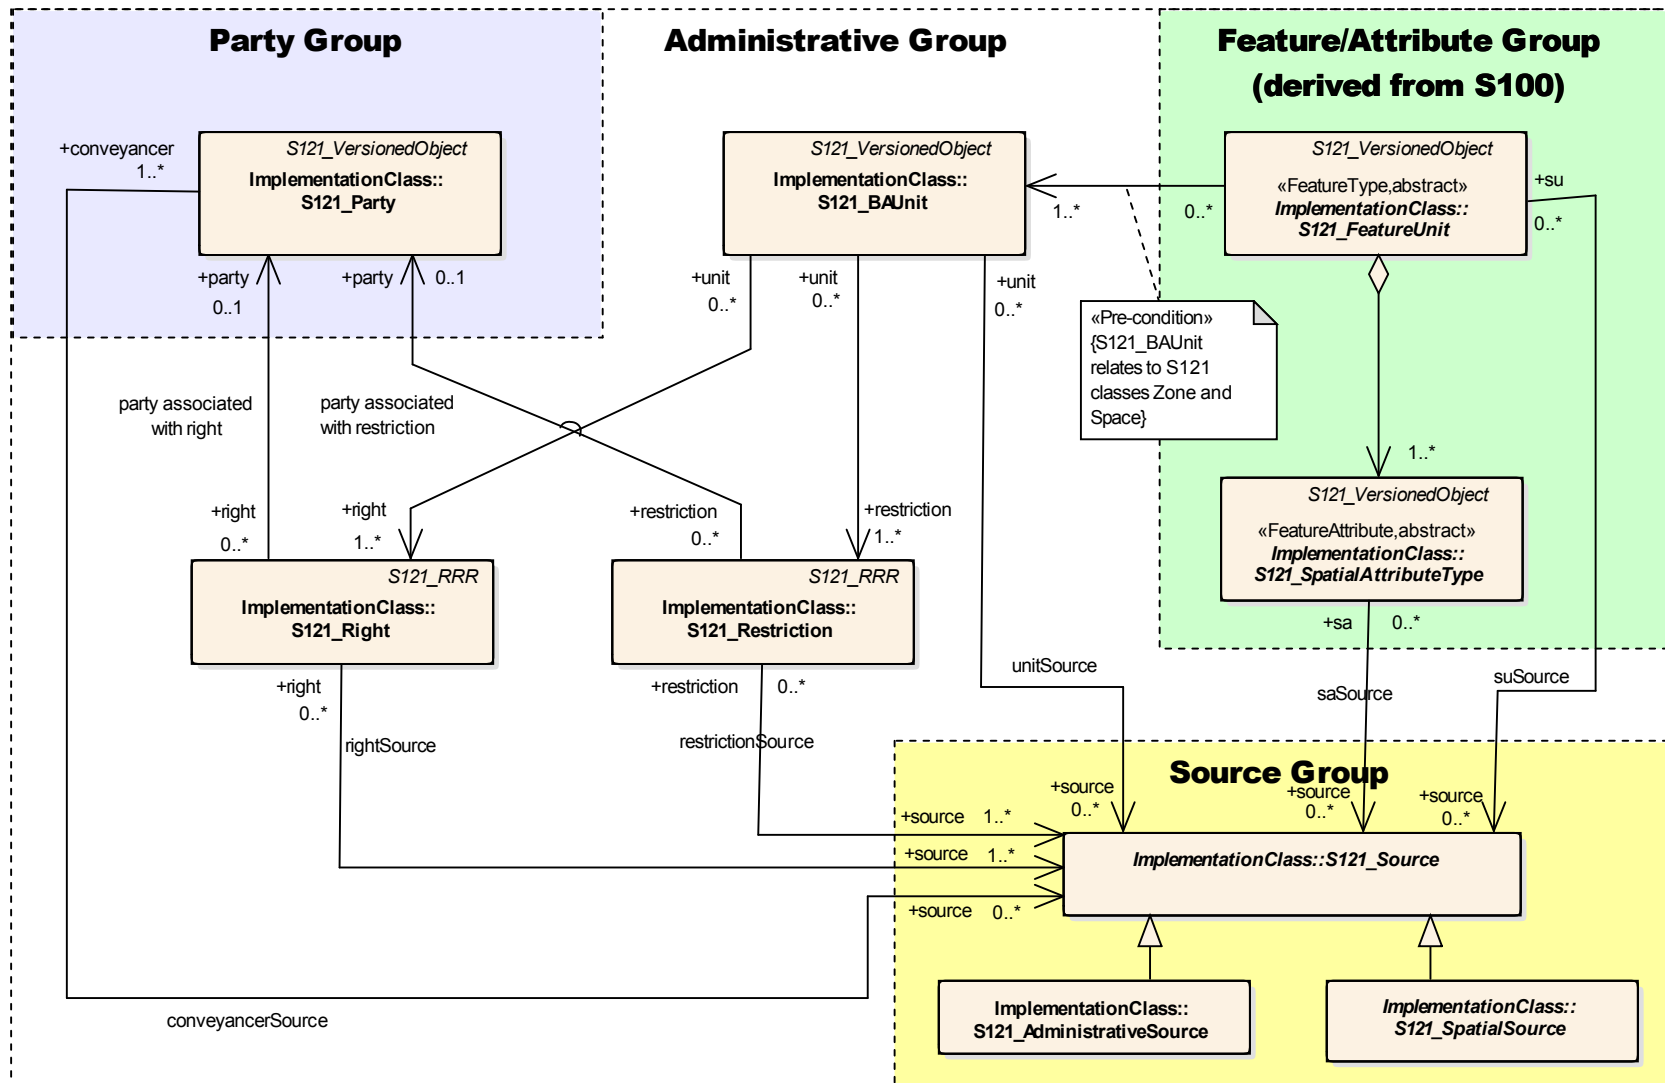 Party Group
Administrative Group
Feature/Attribute Group
(derived from S100)
+conveyancer
1..*
S121_VersionedObject
ImplementationClass::
S121_Party
S121_VersionedObject
ImplementationClass::
S121_BAUnit
S121_VersionedObject
«FeatureType,abstract»
ImplementationClass::
S121_FeatureUnit
+su
0..*
1..*
0..*
+party
0..1
+party
0..1
+unit
0..*
+unit
0..*
+unit
0..*
«Pre-condition»
{S121_BAUnit
relates to S121
classes Zone and
Space}
party associated
with right
party associated
with restriction
1..*
+right
0..*
+right
1..*
+restriction
0..*
+restriction
1..*
S121_VersionedObject
«FeatureAttribute,abstract»
ImplementationClass::
S121_SpatialAttributeType
S121_RRR
ImplementationClass::
S121_Right
S121_RRR
ImplementationClass::
S121_Restriction
+sa
0..*
+right
0..*
+restriction
0..*
unitSource
saSource
suSource
rightSource
restrictionSource
Source Group
+source
0..*
+source
0..*
+source
0..*
+source
1..*
+source
1..*
+source
0..*
ImplementationClass::S121_Source
ImplementationClass::
S121_AdministrativeSource
ImplementationClass::
S121_SpatialSource
conveyancerSource